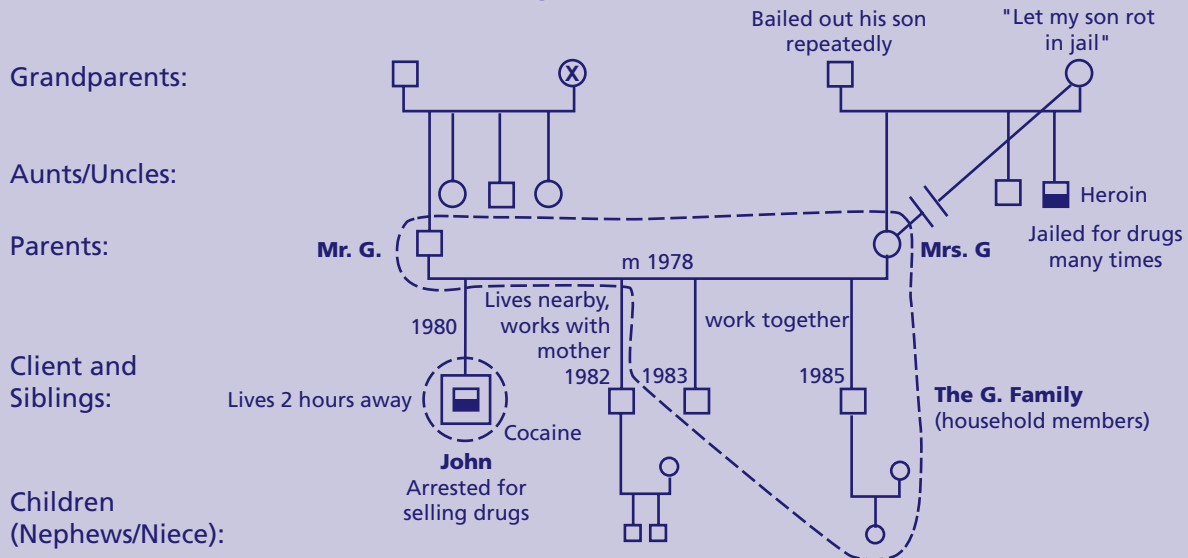 Bailed out his son
repeatedly
"Let my son rot
in jail"
Grandparents:
X
Aunts/Uncles:
Heroin
Jailed for drugs
many times
Parents:
Mr. G.
m 1978
Mrs. G
1980
Lives nearby,
works with
mother
1982
1983
work together
1985
Client and
Siblings:
Lives 2 hours away
Cocaine
John
Arrested for
selling drugs
The G. Family
(household members)
Children
(Nephews/Niece):